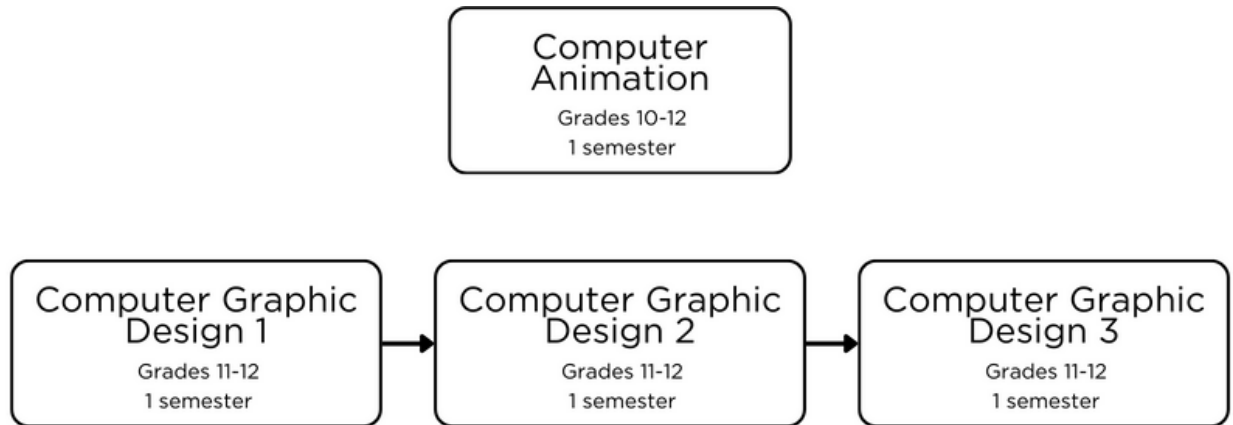 Computer
Animation
Grades 10-12
1 semester
Computer Graphic
Design 1
Grades 11-12
1 semester
Computer Graphic
Design 2
Grades 11-12
1 semester
Computer Graphic
Design 3
Grades 11-12
1 semester